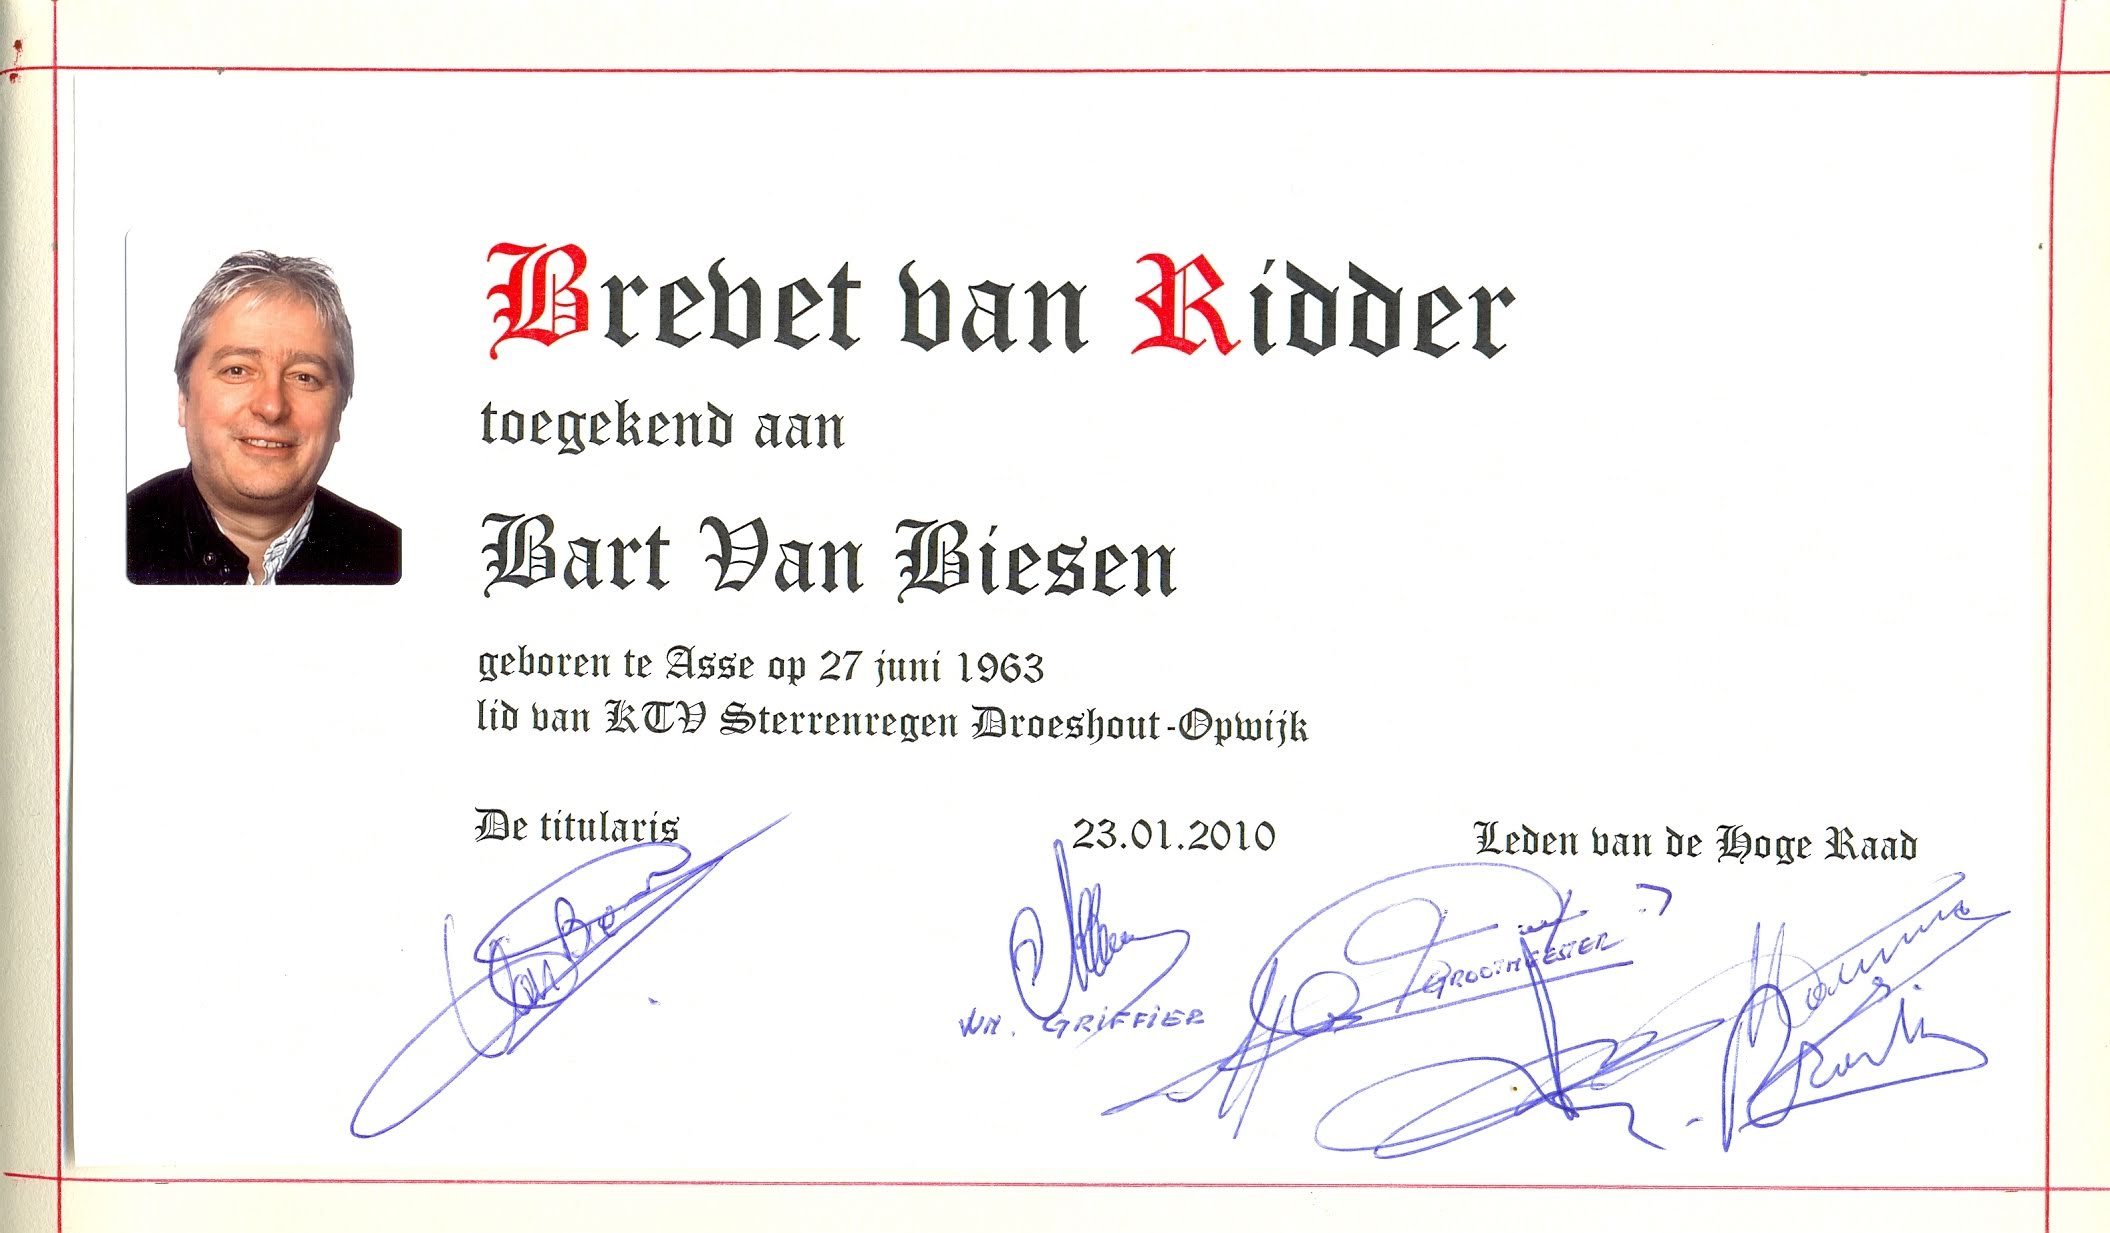 Brevet van Ridder
toegekend aan
Bart Van Biesen
geboren te Asse op 27 juni 1963
lid van KTV Sterrenregen Droeshout-Opwijk
De titularis 23.01.2010 Leden van de Hoge Raad
GROOTMEESTER
WN. GRIFFIER